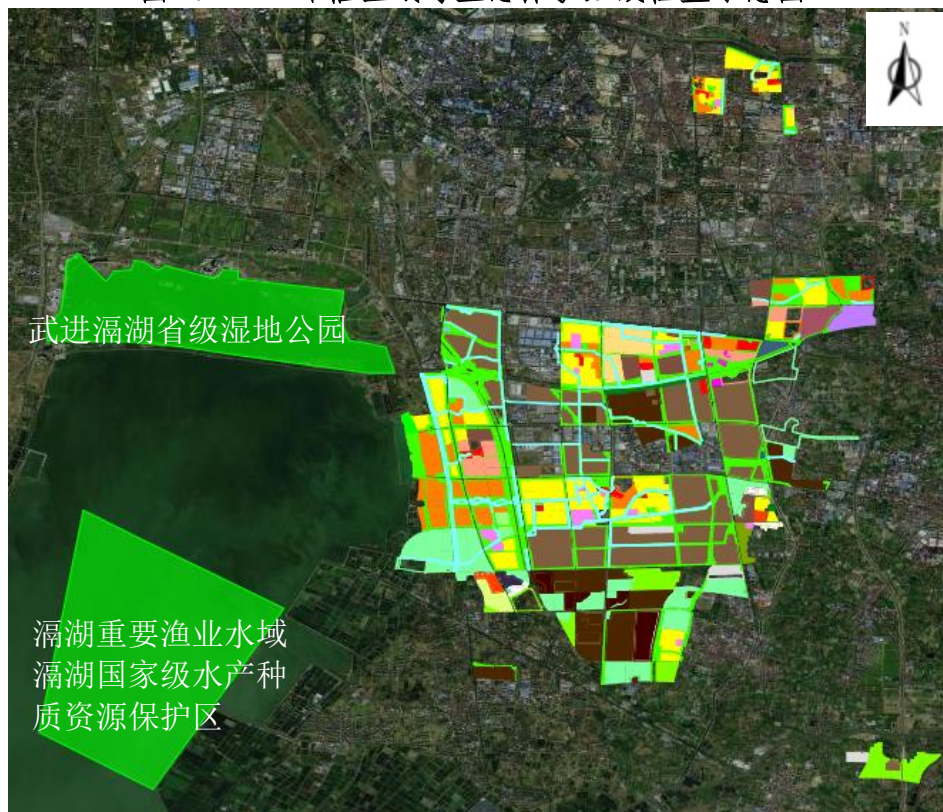 N
武进滆湖省级湿地公园
滆湖重要渔业水域
滆湖国家级水产种
质资源保护区